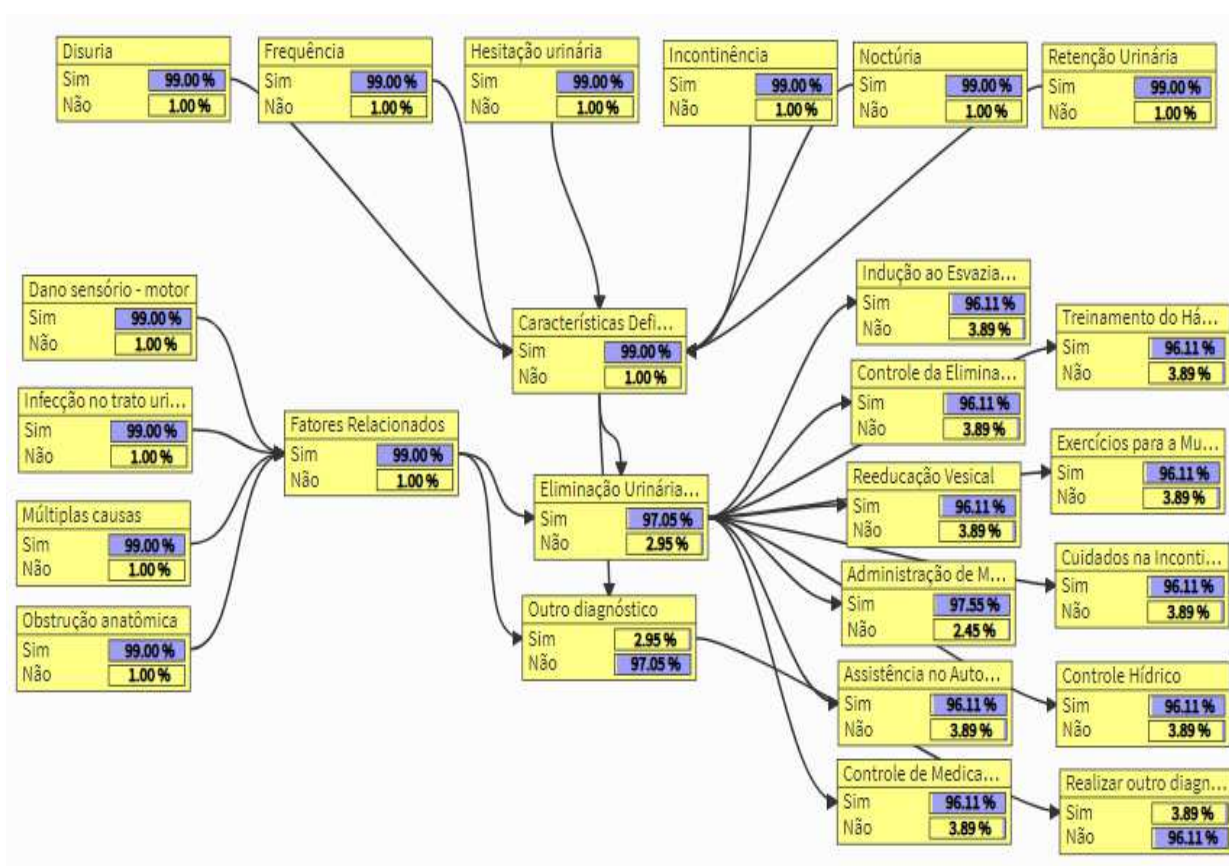 Disuria
Sim 99.00 %
Não 1.00 %
Frequência
Sim 99.00 %
Não 1.00 %
Hesitação urinária
Sim 99.00 %
Não 1.00 %
Incontinência
Sim 99.00 %
Não 1.00 %
Noctúria
Sim 99.00 %
Não 1.00 %
Retenção Urinária
Sim 99.00 %
Não 1.00 %
Dano sensório - motor
Sim 99.00 %
Não 1.00 %
Infecção no trato uri...
Sim 99.00 %
Não 1.00 %
Múltiplas causas
Sim 99.00 %
Não 1.00 %
Obstrução anatômica
Sim 99.00 %
Não 1.00 %
Fatores Relacionados
Sim 99.00 %
Não 1.00 %
Características Defi...
Sim 99.00 %
Não 1.00 %
Eliminação Urinária...
Sim 97.05 %
Não 2.95 %
Outro diagnóstico
Sim 2.95 %
Não 97.05 %
Indução ao Esvazia...
Sim 96.11 %
Não 3.89 %
Controle da Elimina...
Sim 96.11 %
Não 3.89 %
Reeducação Vesical
Sim 96.11 %
Não 3.89 %
Administração de M...
Sim 97.55 %
Não 2.45 %
Assistência no Auto...
Sim 96.11 %
Não 3.89 %
Controle de Medica...
Sim 96.11 %
Não 3.89 %
Treinamento do Há...
Sim 96.11 %
Não 3.89 %
Exercícios para a Mu...
Sim 96.11 %
Não 3.89 %
Cuidados na Inconti...
Sim 96.11 %
Não 3.89 %
Controle Hídrico
Sim 96.11 %
Não 3.89 %
Realizar outro diagn...
Sim 3.89 %
Não 96.11 %